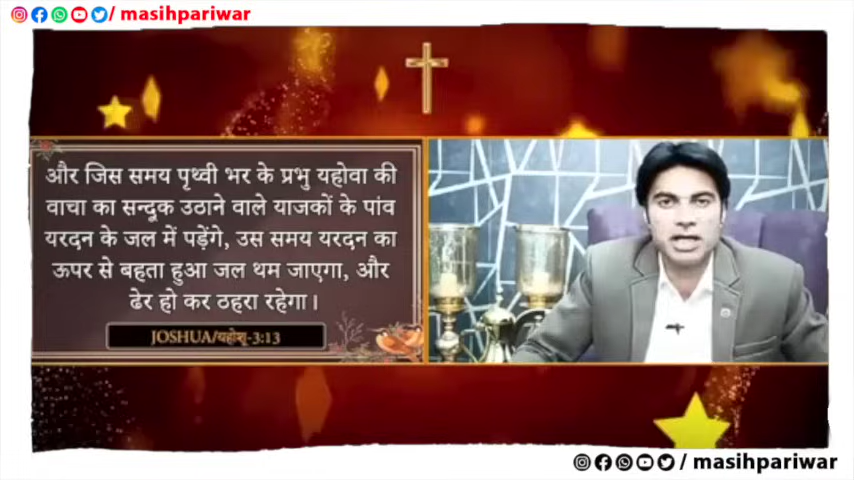 / masihpariwar
और जिस समय पृथ्वी भर के प्रभु यहोवा की
वाचा का सन्दूक उठाने वाले याजकों के पांव
यरदन के जल में पड़ेंगे, उस समय यरदन का
ऊपर से बहता हुआ जल थम जाएगा, और
ढेर हो कर ठहरा रहेगा।
JOSHUA/यहोशू-3:13
/ masihpariwar